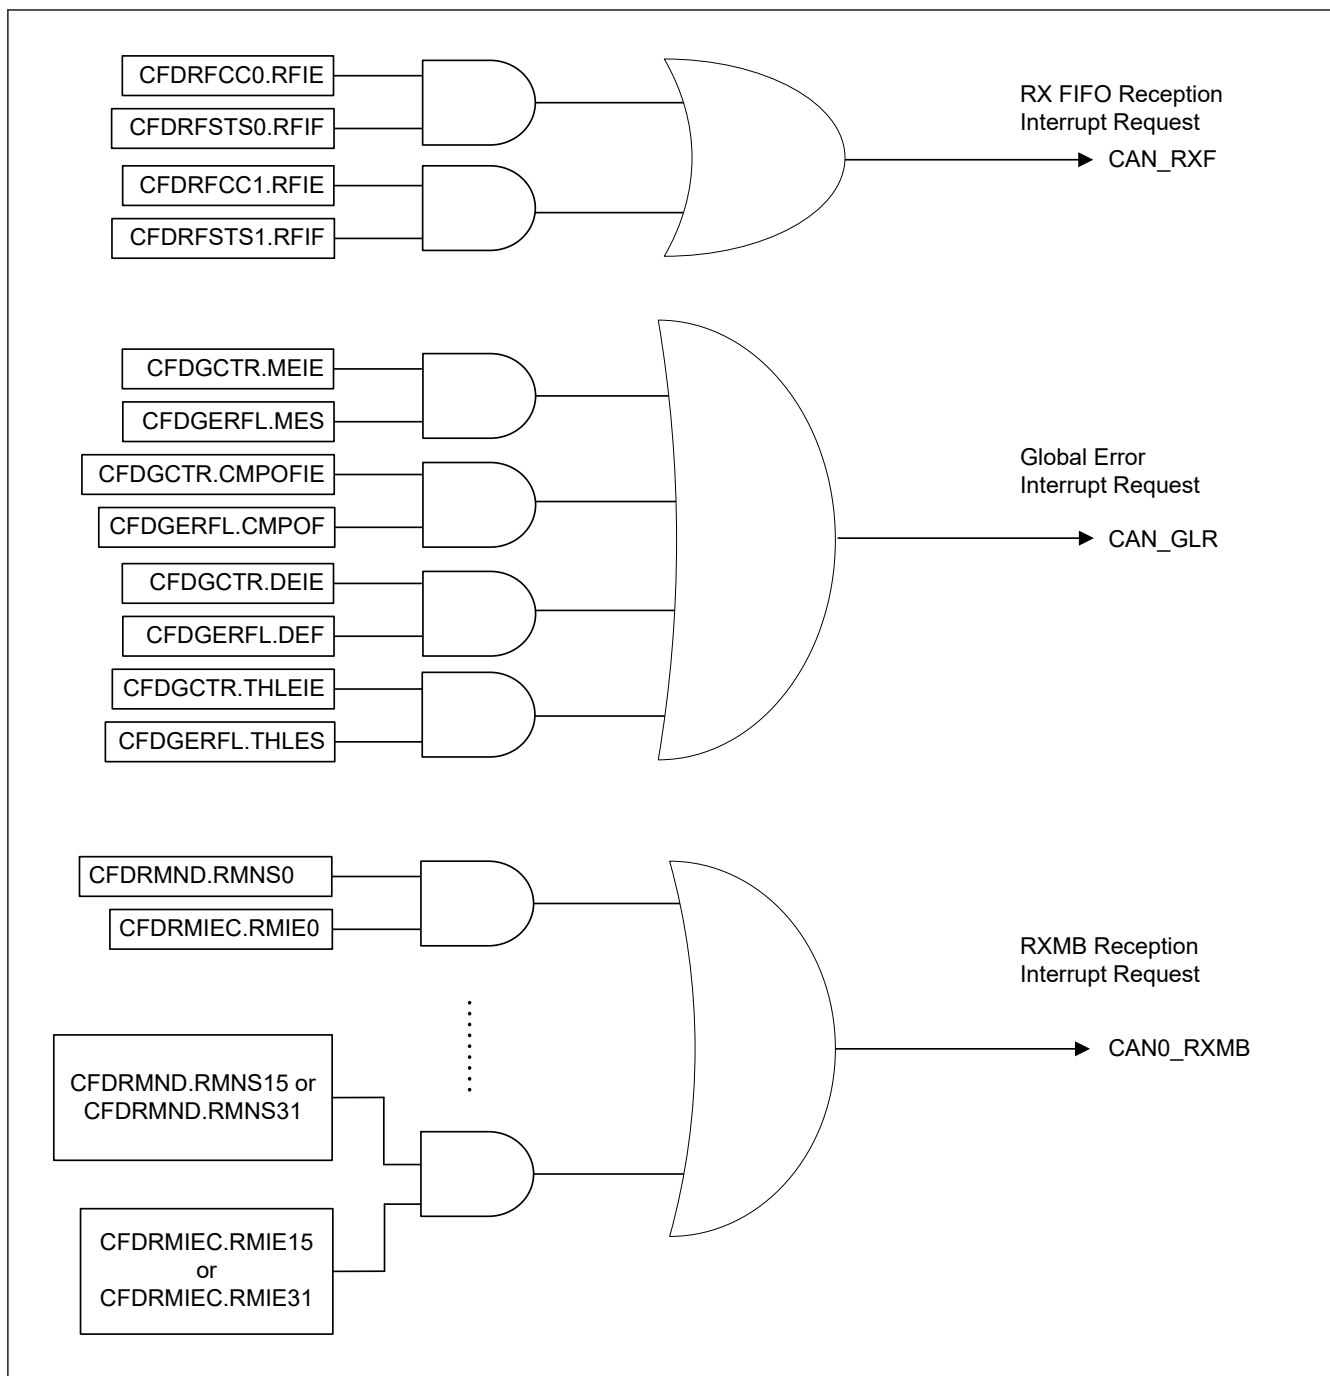 CFDRFCC0.RFIE
CFDRFSTS0.RFIF
CFDRFCC1.RFIE
CFDRFSTS1.RFIF
RX FIFO Reception
Interrupt Request
CAN_RXF
CFDGCTR.MEIE
CFDGERFL.MES
CFDGCTR.CMPOFIE
CFDGERFL.CMPOF
CFDGCTR.DEIE
CFDGERFL.DEF
CFDGCTR.THLEIE
CFDGERFL.THLES
Global Error
Interrupt Request
CAN_GLR
CFDRMND.RMNS0
CFDRMIEC.RMIE0
CFDRMND.RMNS15 or
CFDRMND.RMNS31
CFDRMIEC.RMIE15
or
CFDRMIEC.RMIE31
RXMB Reception
Interrupt Request
CAN0_RXMB